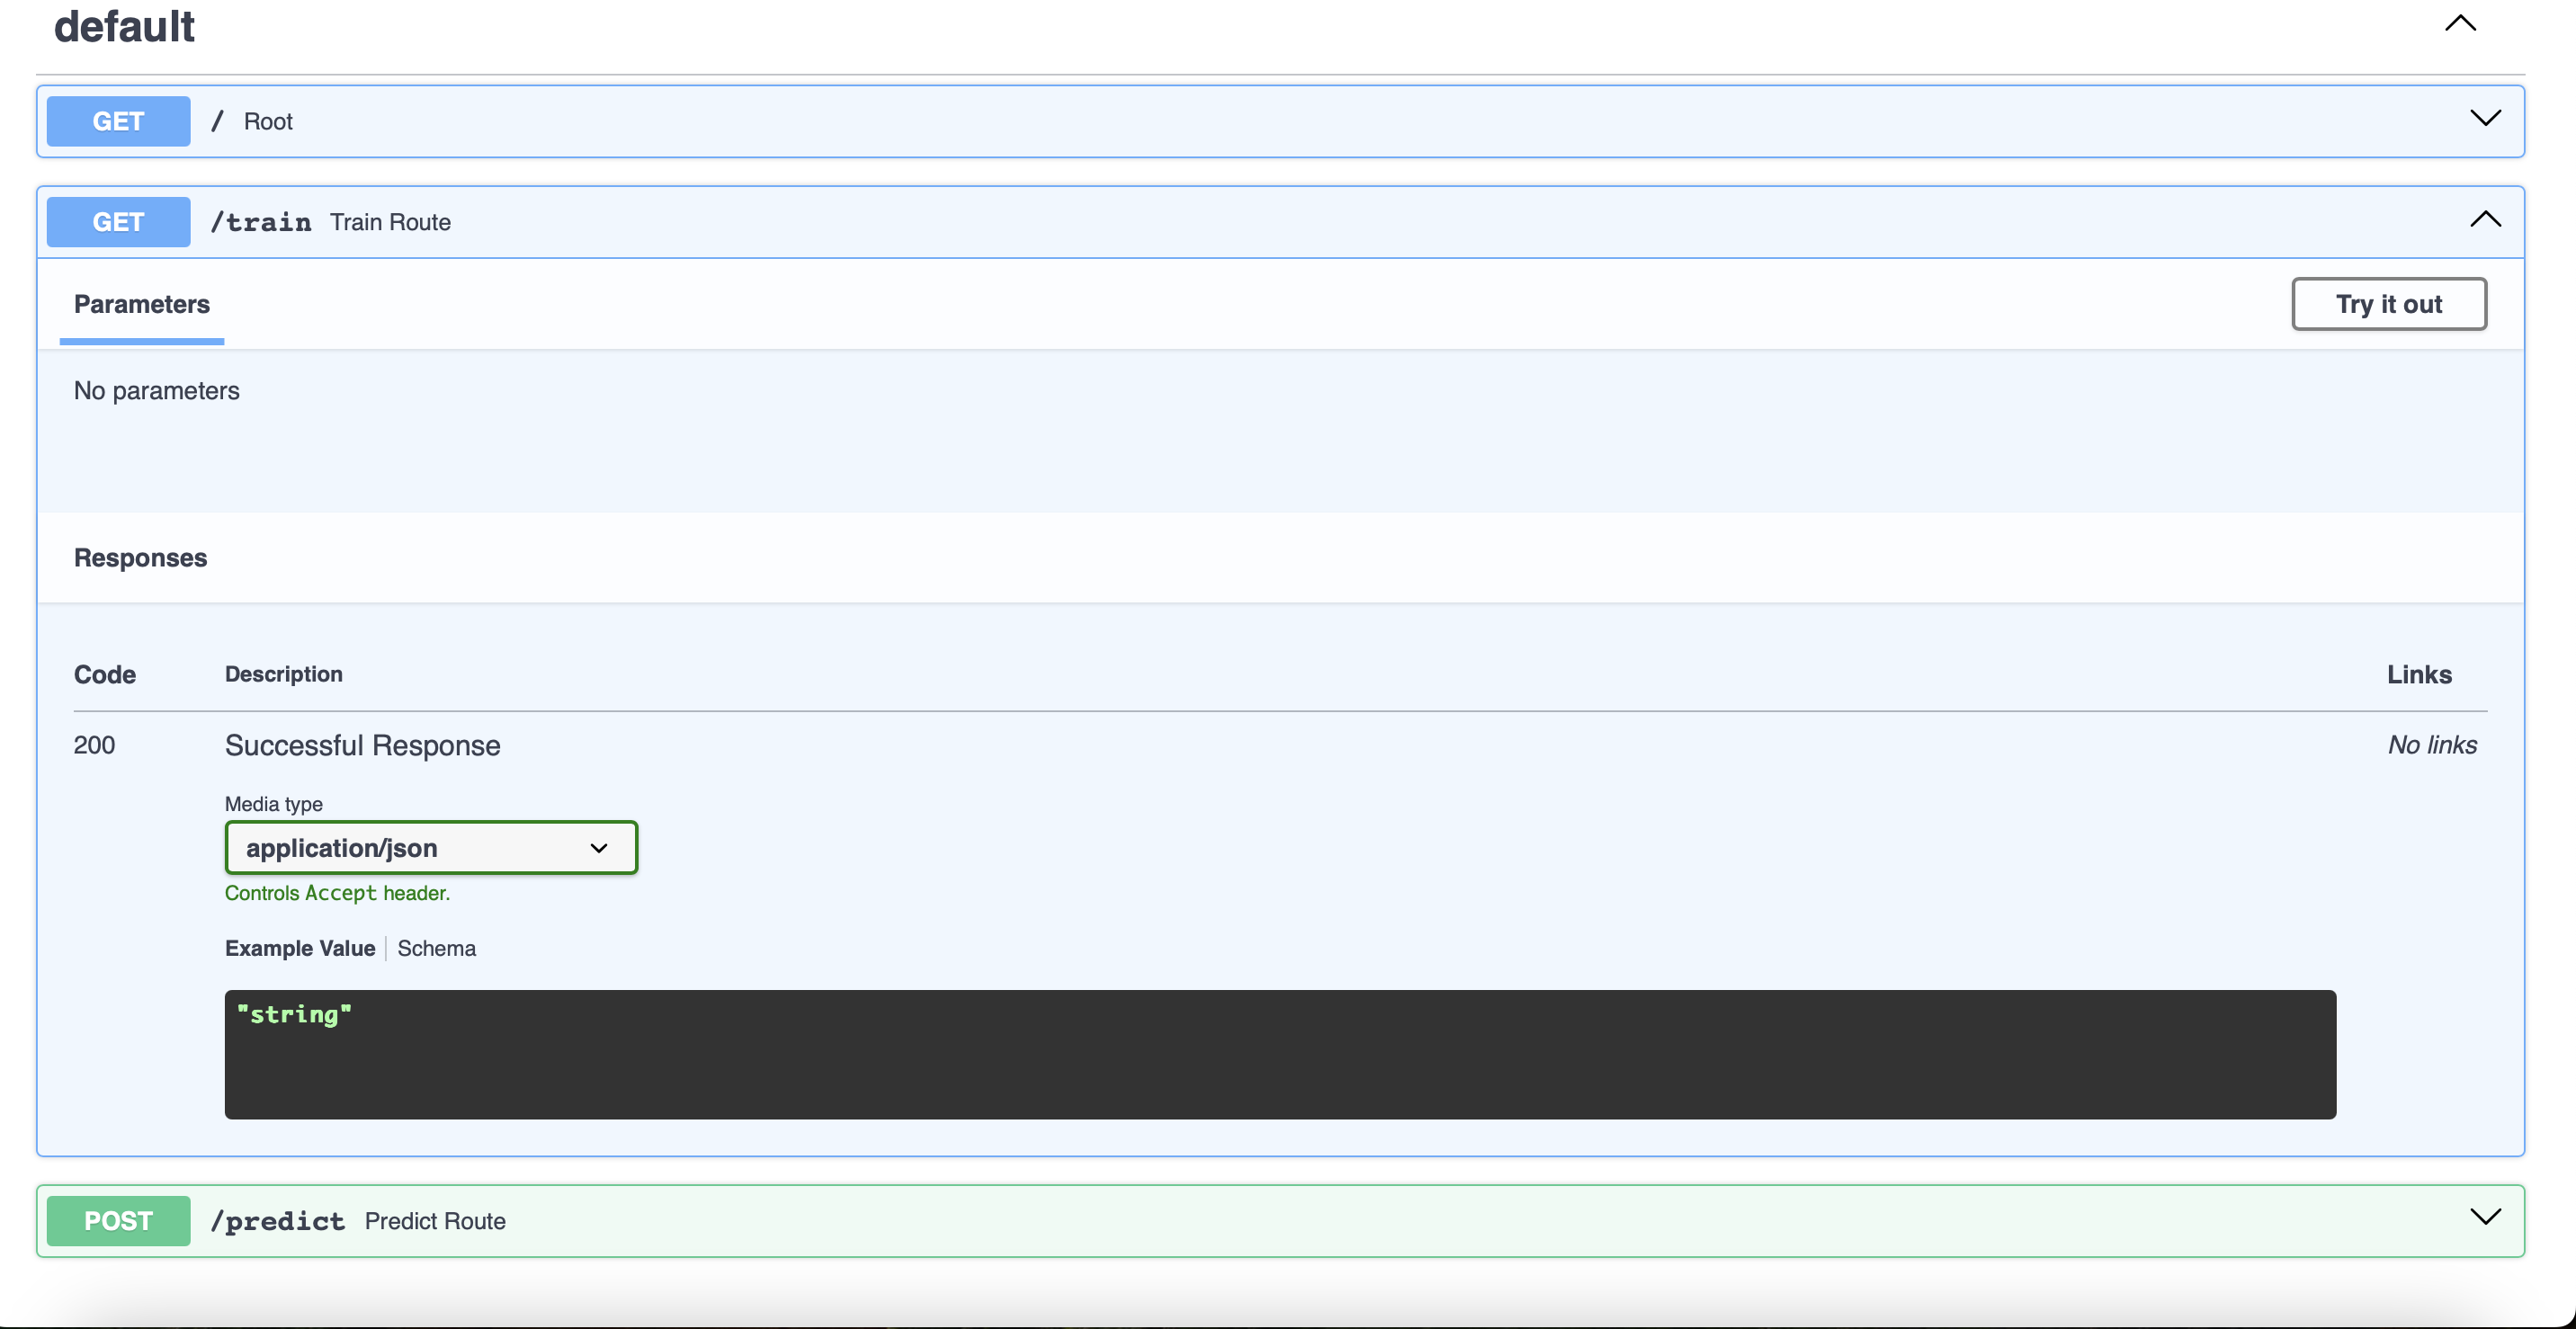 default
GET / Root
GET /train Train Route
Parameters Try it out
No parameters
Responses
Code Description Links
200 Successful Response No links
Media type
application/json
Controls Accept header.
Example Value Schema
"string"
POST /predict Predict Route